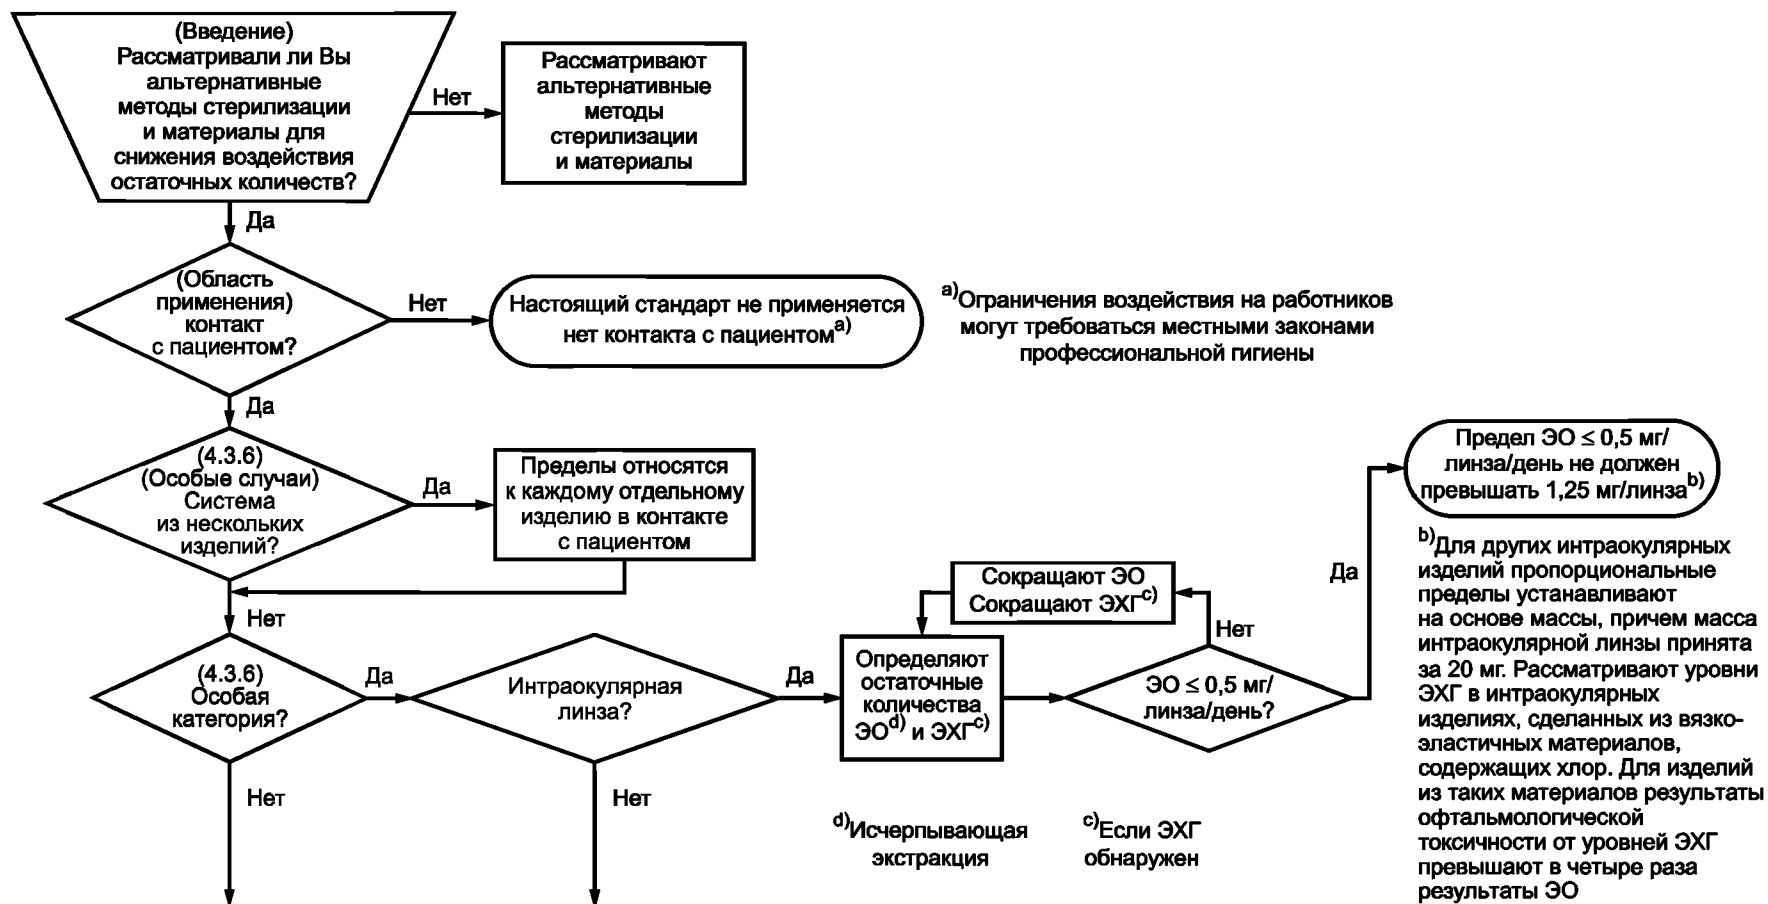 (Введение)
Рассматривали ли Вы
альтернативные
методы стерилизации
и материалы для
снижения воздействия
остаточных количеств?
Нет
Рассматривают
альтернативные
методы
стерилизации
и материалы
Да
(Область
применения)
контакт
с пациентом?
Нет
Настоящий стандарт не применяется
нет контакта с пациентом a)
a)Ограничения воздействия на работников
могут требоваться местными законами
профессиональной гигиены
Да
(4.3.6)
(Особые случаи)
Система
из нескольких
изделий?
Да
Пределы относятся
к каждому отдельному
изделию в контакте
с пациентом
Нет
(4.3.6)
Особая
категория?
Да
Интраокулярная
линза?
Да
Определяют
остаточные
количества
ЭО d) и ЭХГ c)
Сокращают ЭО
Сокращают ЭХГ c)
Нет
ЭО ≤ 0,5 мг/
линза/день?
Да
Предел ЭО ≤ 0,5 мг/
линза/день не должен
превышать 1,25 мг/линза b)
b)Для других интраокулярных
изделий пропорциональные
пределы устанавливают
на основе массы, причем масса
интраокулярной линзы принята
за 20 мг. Рассматривают уровни
ЭХГ в интраокулярных
изделиях, сделанных из вязко-
эластичных материалов,
содержащих хлор. Для изделий
из таких материалов результаты
офтальмологической
токсичности от уровней ЭХГ
превышают в четыре раза
результаты ЭО
Нет
Нет
d)Исчерпывающая
экстракция
c)Если ЭХГ
обнаружен